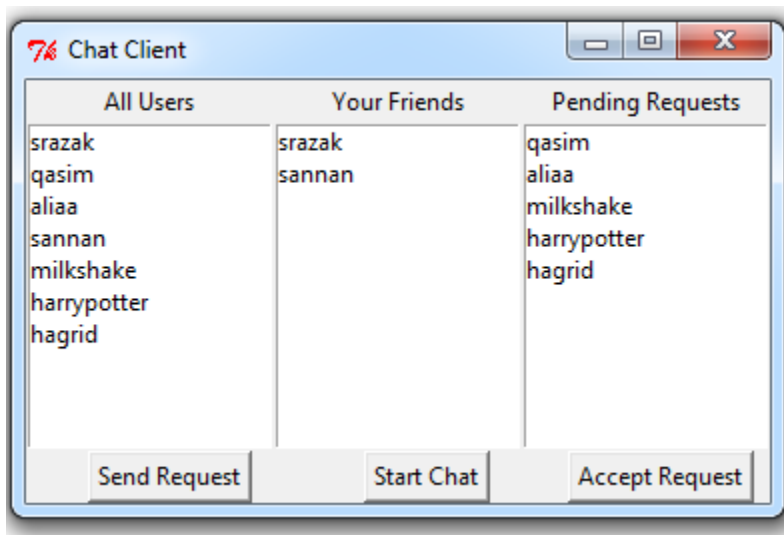 Chat Client
All Users
Your Friends
Pending Requests
srazak
qasim
aliaa
sannan
milkshake
harrypotter
hagrid
srazak
sannan
qasim
aliaa
milkshake
harrypotter
hagrid
Send Request
Start Chat
Accept Request